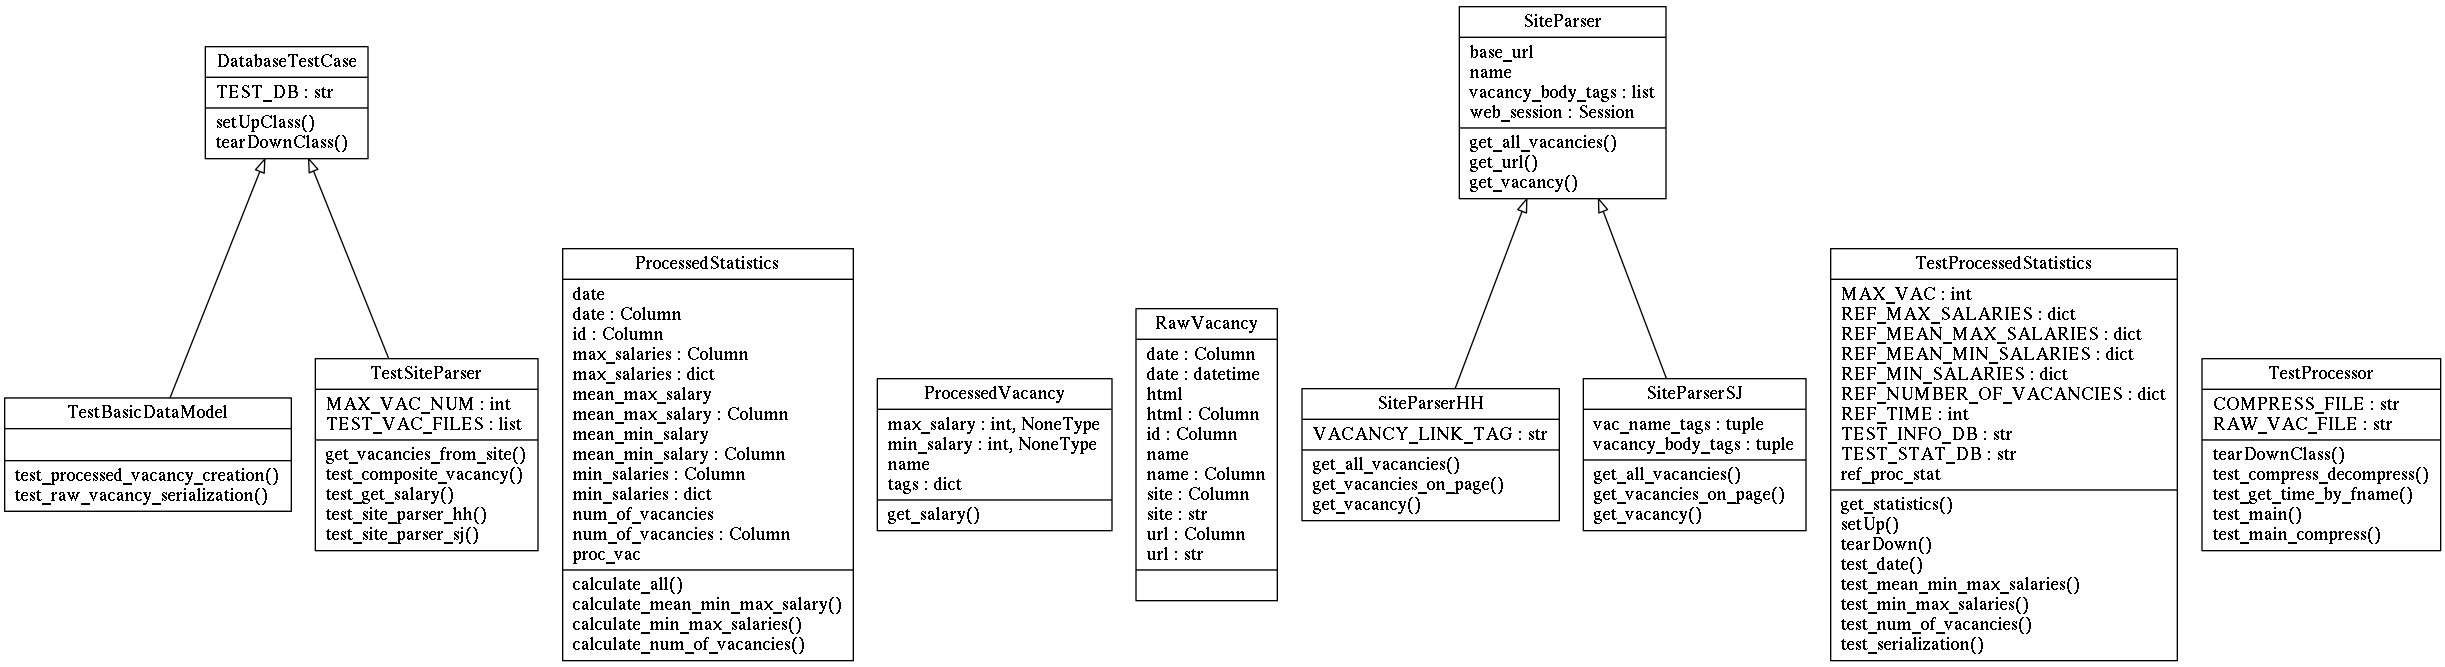 DatabaseTestCase
TEST_DB : str
setUpClass()
tearDownClass()
SiteParser
base_url
name
vacancy_body_tags : list
web_session : Session
get_all_vacancies()
get_url()
get_vacancy()
TestBasicDataModel
test_processed_vacancy_creation()
test_raw_vacancy_serialization()
TestSiteParser
MAX_VAC_NUM : int
TEST_VAC_FILES : list
get_vacancies_from_site()
test_composite_vacancy()
test_get_salary()
test_site_parser_hh()
test_site_parser_sj()
ProcessedStatistics
date
date : Column
id : Column
max_salaries : Column
max_salaries : dict
mean_max_salary
mean_max_salary : Column
mean_min_salary
mean_min_salary : Column
min_salaries : Column
min_salaries : dict
num_of_vacancies
num_of_vacancies : Column
proc_vac
calculate_all()
calculate_mean_min_max_salary()
calculate_min_max_salaries()
calculate_num_of_vacancies()
ProcessedVacancy
max_salary : int, NoneType
min_salary : int, NoneType
name
tags : dict
get_salary()
RawVacancy
date : Column
date : datetime
html
html : Column
id : Column
name
name : Column
site : Column
site : str
url : Column
url : str
SiteParserHH
VACANCY_LINK_TAG : str
get_all_vacancies()
get_vacancies_on_page()
get_vacancy()
SiteParserSJ
vac_name_tags : tuple
vacancy_body_tags : tuple
get_all_vacancies()
get_vacancies_on_page()
get_vacancy()
TestProcessedStatistics
MAX_VAC : int
REF_MAX_SALARIES : dict
REF_MEAN_MAX_SALARIES : dict
REF_MEAN_MIN_SALARIES : dict
REF_MIN_SALARIES : dict
REF_NUMBER_OF_VACANCIES : dict
REF_TIME : int
TEST_INFO_DB : str
TEST_STAT_DB : str
ref_proc_stat
get_statistics()
setUp()
tearDown()
test_date()
test_mean_min_max_salaries()
test_min_max_salaries()
test_num_of_vacancies()
test_serialization()
TestProcessor
COMPRESS_FILE : str
RAW_VAC_FILE : str
tearDownClass()
test_compress_decompress()
test_get_time_by_fname()
test_main()
test_main_compress()